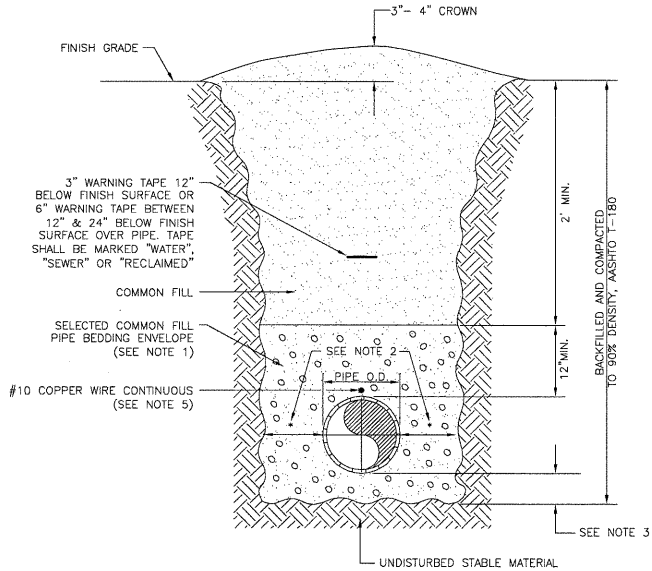 3"- 4" CROWN
FINISH GRADE
3" WARNING TAPE 12"
BELOW FINISH SURFACE OR
6" WARNING TAPE BETWEEN
12" & 24" BELOW FINISH
SURFACE OVER PIPE. TAPE
SHALL BE MARKED "WATER",
"SEWER" OR "RECLAIMED"
2' MIN.
BACKFILLED AND COMPACTED
TO 90% DENSITY, AASHTO T-180
COMMON FILL
SELECTED COMMON FILL
PIPE BEDDING ENVELOPE
(SEE NOTE 1)
SEE NOTE 2
12"MIN.
PIPE O.D.
#10 COPPER WIRE CONTINUOUS
(SEE NOTE 5)
*
*
SEE NOTE 3
UNDISTURBED STABLE MATERIAL